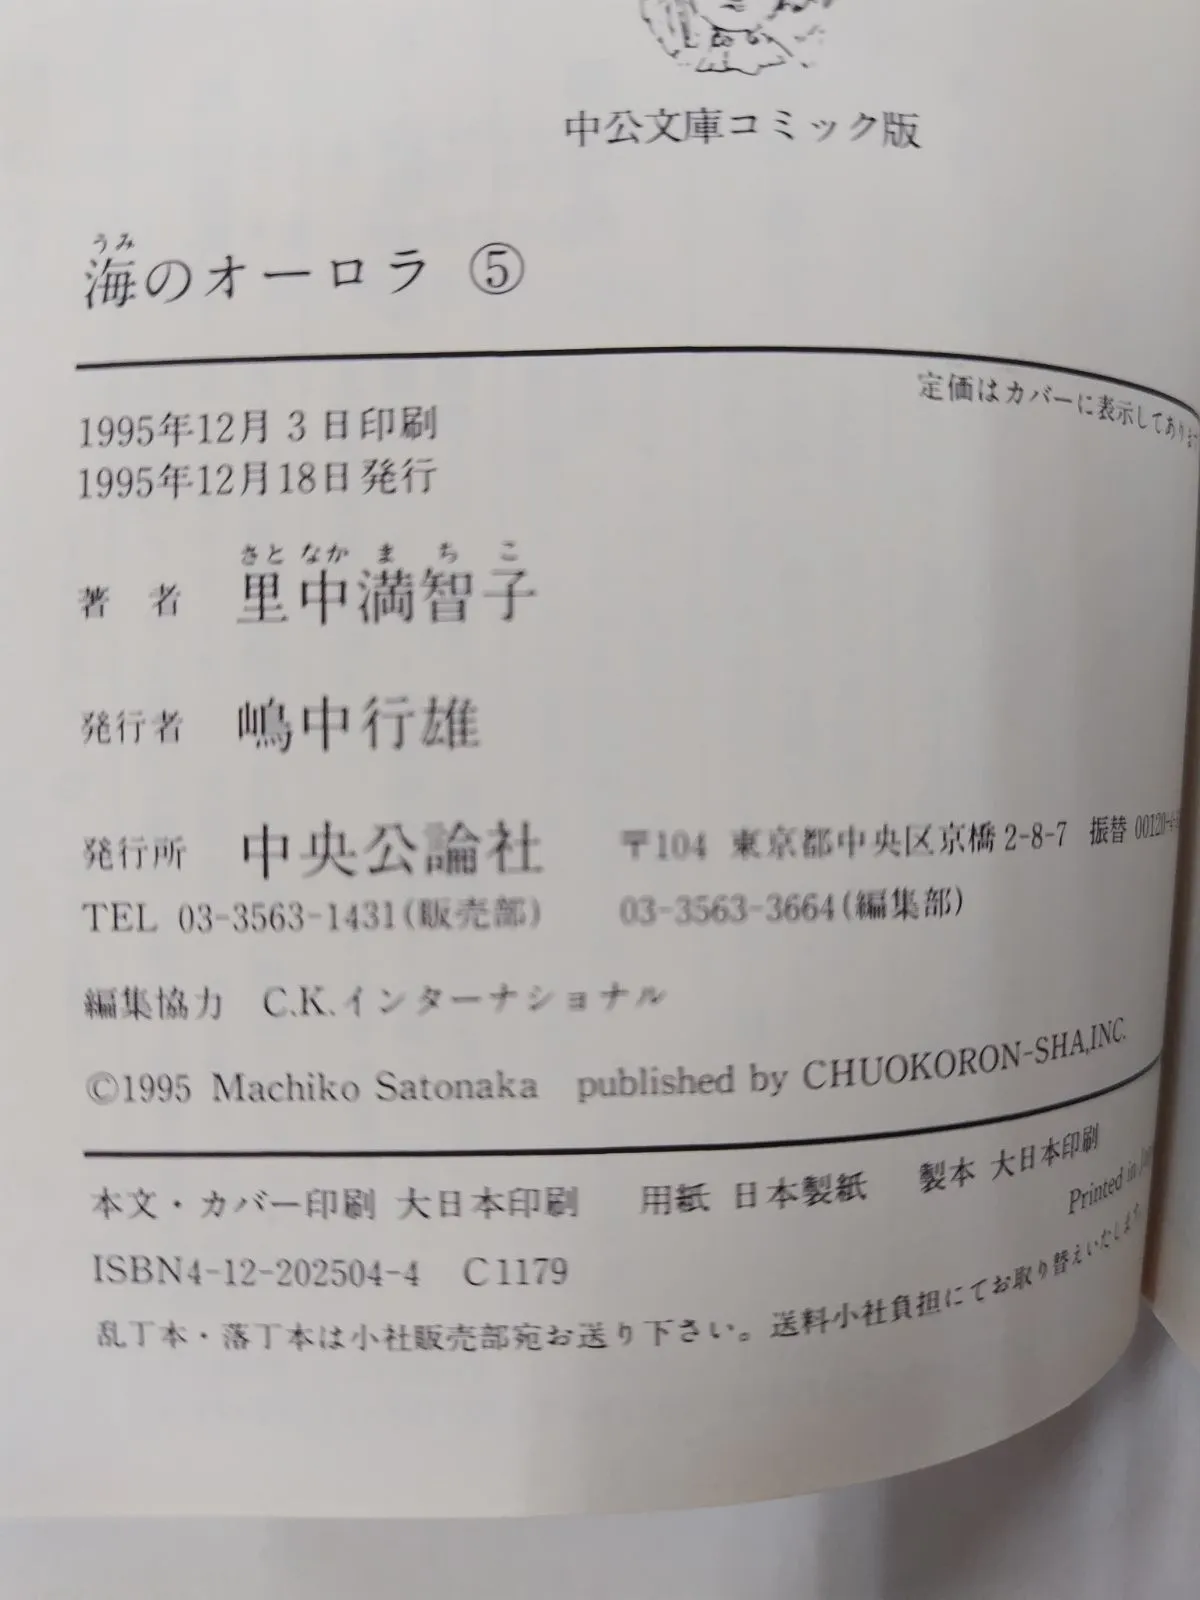 中公文庫コミック版
うみ
海のオーロラ ⑤
定価はカバーに表示してあります
1995年12月3日印刷
1995年12月18日発行
さとなかまちこ
著者 里中満智子
発行者 嶋中行雄
発行所 中央公論社 〒104 東京都中央区京橋2-8-7 振替 00120-
TEL 03-3563-1431(販売部) 03-3563-3664(編集部)
編集協力 C.K.インターナショナル
©1995 Machiko Satonaka published by CHUOKORON-SHA,INC.
本文・カバー印刷 大日本印刷 用紙 日本製紙 製本 大日本印刷
Printed in
ISBN4-12-202504-4 C1179
乱丁本・落丁本は小社販売部宛お送り下さい。送料小社負担にてお取り替えいたします